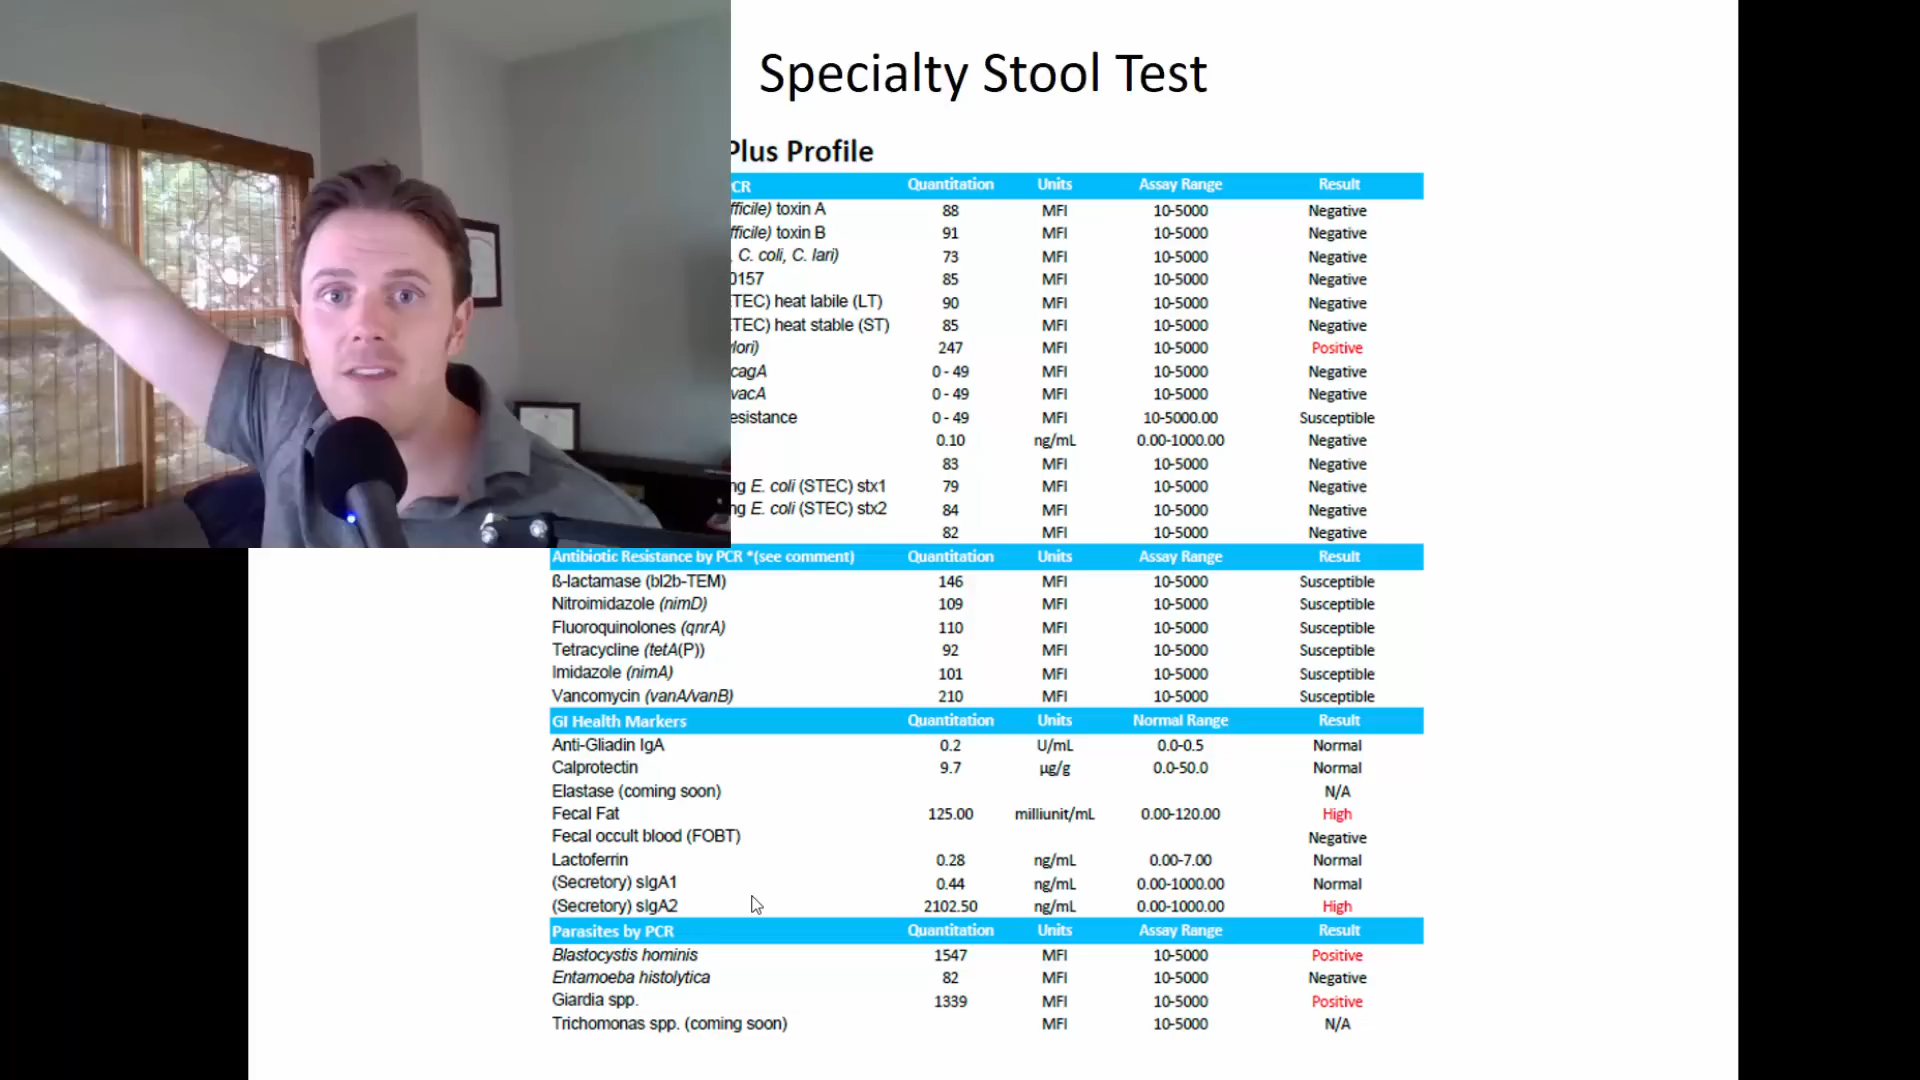 Specialty Stool Test
Plus Profile
PCR Quantitation Units Assay Range Result
fficile) toxin A 88 MFI 10-5000 Negative
fficile) toxin B 91 MFI 10-5000 Negative
, C. coli, C. lari) 73 MFI 10-5000 Negative
0157 85 MFI 10-5000 Negative
TEC) heat labile (LT) 90 MFI 10-5000 Negative
TEC) heat stable (ST) 85 MFI 10-5000 Negative
ylori) 247 MFI 10-5000 Positive
cagA 0 - 49 MFI 10-5000 Negative
vacA 0 - 49 MFI 10-5000 Negative
esistance 0 - 49 MFI 10-5000.00 Susceptible
0.10 ng/mL 0.00-1000.00 Negative
83 MFI 10-5000 Negative
ng E. coli (STEC) stx1 79 MFI 10-5000 Negative
ng E. coli (STEC) stx2 84 MFI 10-5000 Negative
82 MFI 10-5000 Negative
Antibiotic Resistance by PCR *(see comment) Quantitation Units Assay Range Result
ß-lactamase (bl2b-TEM) 146 MFI 10-5000 Susceptible
Nitroimidazole (nimD) 109 MFI 10-5000 Susceptible
Fluoroquinolones (qnrA) 110 MFI 10-5000 Susceptible
Tetracycline (tetA(P)) 92 MFI 10-5000 Susceptible
Imidazole (nimA) 101 MFI 10-5000 Susceptible
Vancomycin (vanA/vanB) 210 MFI 10-5000 Susceptible
GI Health Markers Quantitation Units Normal Range Result
Anti-Gliadin IgA 0.2 U/mL 0.0-0.5 Normal
Calprotectin 9.7 µg/g 0.0-50.0 Normal
Elastase (coming soon) N/A
Fecal Fat 125.00 milliunit/mL 0.00-120.00 High
Fecal occult blood (FOBT) Negative
Lactoferrin 0.28 ng/mL 0.00-7.00 Normal
(Secretory) sIgA1 0.44 ng/mL 0.00-1000.00 Normal
(Secretory) sIgA2 2102.50 ng/mL 0.00-1000.00 High
Parasites by PCR Quantitation Units Assay Range Result
Blastocystis hominis 1547 MFI 10-5000 Positive
Entamoeba histolytica 82 MFI 10-5000 Negative
Giardia spp. 1339 MFI 10-5000 Positive
Trichomonas spp. (coming soon) MFI 10-5000 N/A